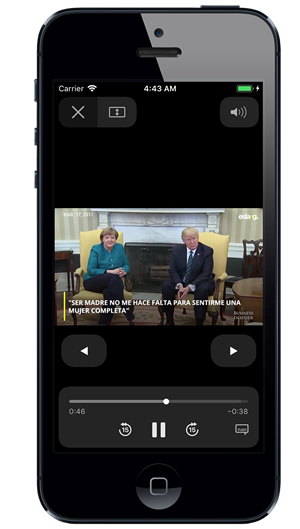 Carrier 4:43 AM
MAR. 17, 2017
eslang.
"SER MADRE NO ME HACE FALTA PARA SENTIRME UNA
MUJER COMPLETA"
BUSINESS
INSIDER
0:46 −0:38
15 15